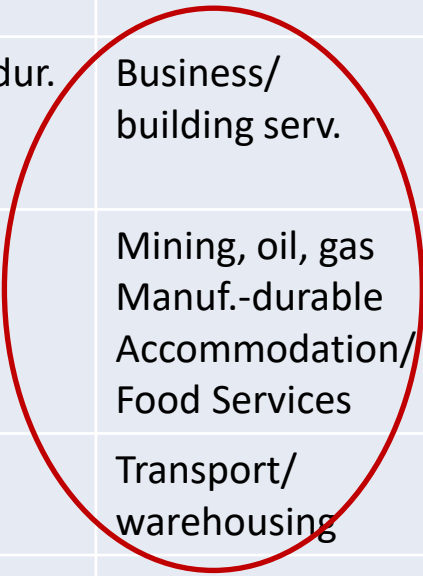 dur.
Business/
building serv.
Mining, oil, gas
Manuf.-durable
Accommodation/
Food Services
Transport/
warehousing